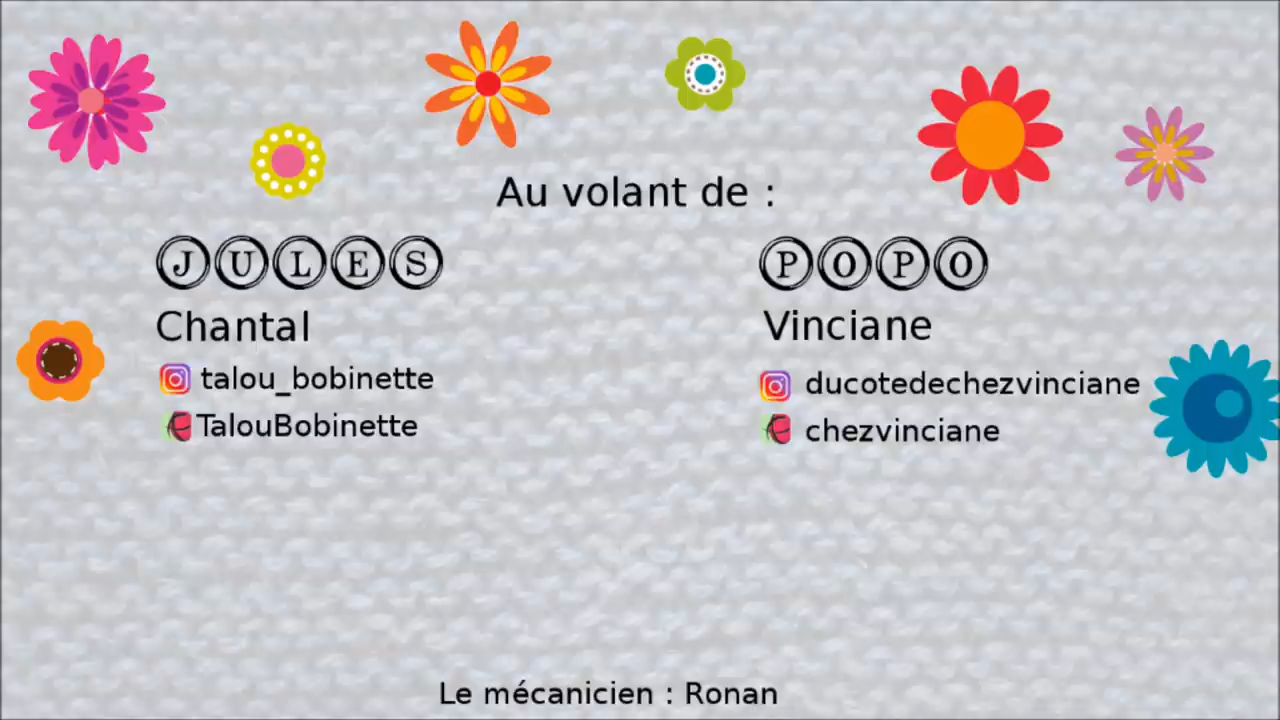 Au volant de :
JULES
Chantal
talou_bobinette
TalouBobinette
POPO
Vinciane
ducotedechezvinciane
chezvinciane
Le mécanicien : Ronan